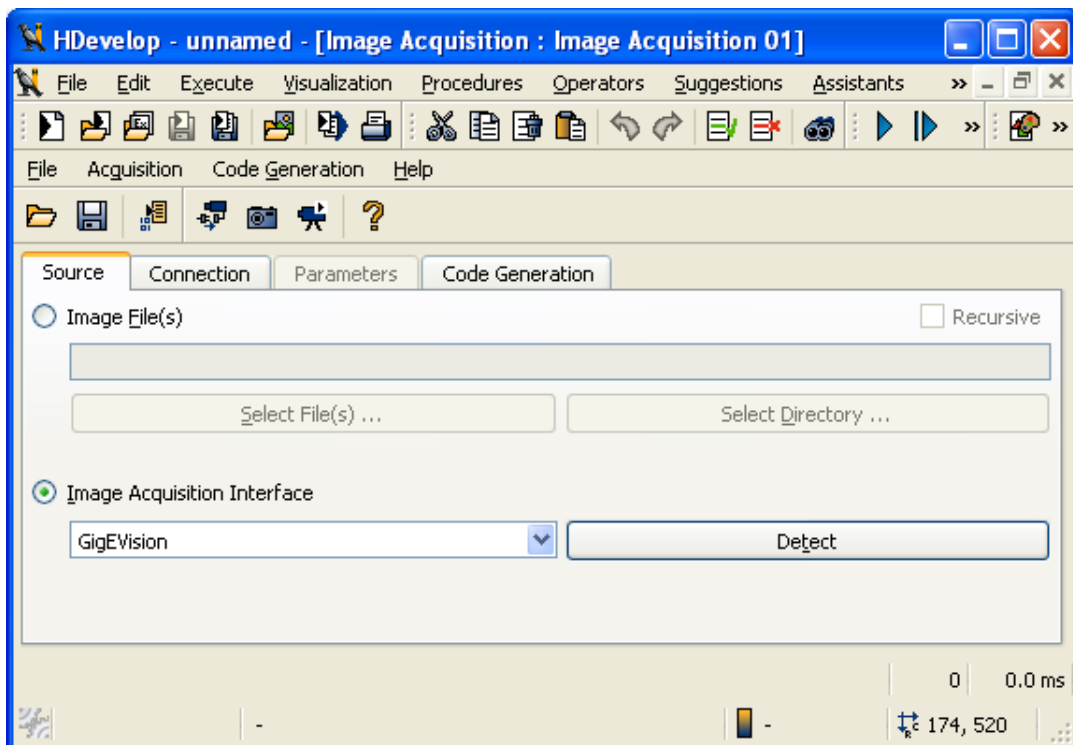 HDevelop - unnamed - [Image Acquisition : Image Acquisition 01]
File Edit Execute Visualization Procedures Operators Suggestions Assistants »
» »
File Acquisition Code Generation Help
Source Connection Parameters Code Generation
Image File(s) Recursive
Select File(s) ... Select Directory ...
Image Acquisition Interface
GigEVision Detect
0 0.0 ms
- - 174, 520